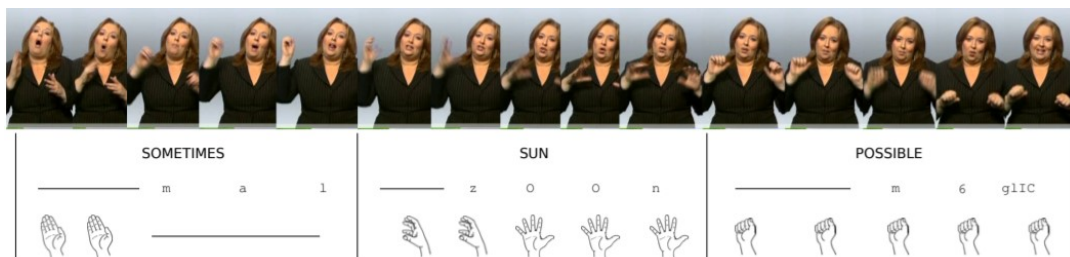 SOMETIMES SUN POSSIBLE
m a l z O O n m 6 glIC